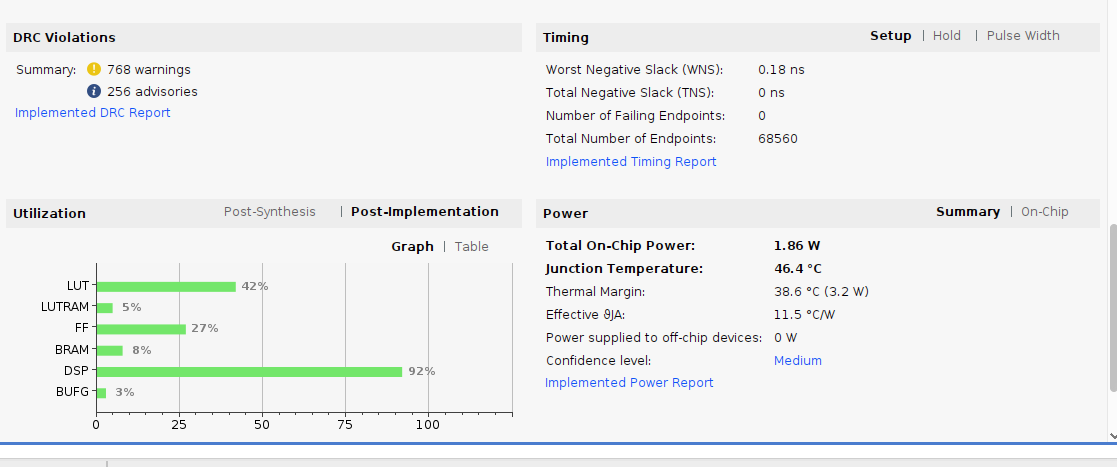 DRC Violations
Summary: 768 warnings
256 advisories
Implemented DRC Report
Timing Setup | Hold | Pulse Width
Worst Negative Slack (WNS): 0.18 ns
Total Negative Slack (TNS): 0 ns
Number of Failing Endpoints: 0
Total Number of Endpoints: 68560
Implemented Timing Report
Utilization Post-Synthesis | Post-Implementation
Graph | Table
LUT 42%
LUTRAM 5%
FF 27%
BRAM 8%
DSP 92%
BUFG 3%
0 25 50 75 100
Power Summary | On-Chip
Total On-Chip Power: 1.86 W
Junction Temperature: 46.4 °C
Thermal Margin: 38.6 °C (3.2 W)
Effective ϑJA: 11.5 °C/W
Power supplied to off-chip devices: 0 W
Confidence level: Medium
Implemented Power Report